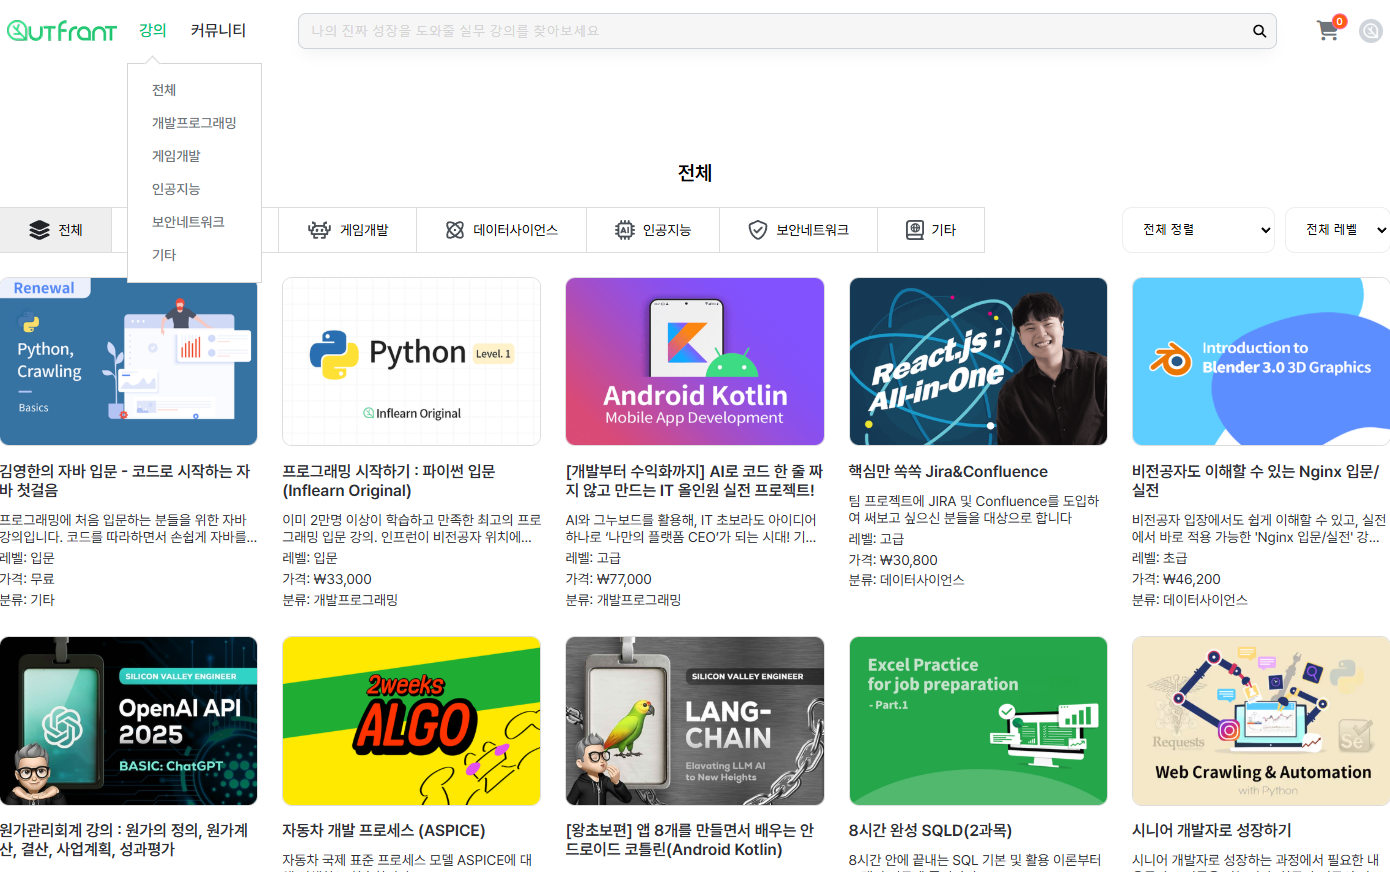 OUTFRANT
강의
커뮤니티
나의 진짜 성장을 도와줄 실무 강의를 찾아보세요
0
전체
개발프로그래밍
게임개발
인공지능
보안네트워크
기타
전체
전체
게임개발
데이터사이언스
AI
인공지능
보안네트워크
기타
전체 정렬
전체 레벨
Renewal
Python,
Crawling
Basics
Python
Level. 1
Inflearn Original
Android Kotlin
Mobile App Development
React.js :
All-in-One
Introduction to
Blender 3.0 3D Graphics
김영한의 자바 입문 - 코드로 시작하는 자
바 첫걸음
프로그래밍에 처음 입문하는 분들을 위한 자바
강의입니다. 코드를 따라하면서 손쉽게 자바를...
레벨: 입문
가격: 무료
분류: 기타
프로그래밍 시작하기 : 파이썬 입문
(Inflearn Original)
이미 2만명 이상이 학습하고 만족한 최고의 프로
그래밍 입문 강의. 인프런이 비전공자 위치에...
레벨: 입문
가격: ₩33,000
분류: 개발프로그래밍
[개발부터 수익화까지] AI로 코드 한 줄 짜
지 않고 만드는 IT 올인원 실전 프로젝트!
AI와 그누보드를 활용해, IT 초보라도 아이디어
하나로 ‘나만의 플랫폼 CEO’가 되는 시대! 기...
레벨: 고급
가격: ₩77,000
분류: 개발프로그래밍
핵심만 쏙쏙 Jira&Confluence
팀 프로젝트에 JIRA 및 Confluence를 도입하
여 써보고 싶으신 분들을 대상으로 합니다
레벨: 고급
가격: ₩30,800
분류: 데이터사이언스
비전공자도 이해할 수 있는 Nginx 입문/
실전
비전공자 입장에서도 쉽게 이해할 수 있고, 실전
에서 바로 적용 가능한 'Nginx 입문/실전' 강...
레벨: 초급
가격: ₩46,200
분류: 데이터사이언스
SILICON VALLEY ENGINEER
OpenAI API
2025
BASIC: ChatGPT
2weeks
ALGO
SILICON VALLEY ENGINEER
LANG-
CHAIN
Elavating LLM AI
to New Heights
Excel Practice
for job preparation
- Part.1
Requests
Se
Web Crawling & Automation
with Python
원가관리회계 강의 : 원가의 정의, 원가계
산, 결산, 사업계획, 성과평가
자동차 개발 프로세스 (ASPICE)
자동차 국제 표준 프로세스 모델 ASPICE에 대
[왕초보편] 앱 8개를 만들면서 배우는 안
드로이드 코틀린(Android Kotlin)
8시간 완성 SQLD(2과목)
8시간 안에 끝내는 SQL 기본 및 활용 이론부터
시니어 개발자로 성장하기
시니어 개발자로 성장하는 과정에서 필요한 내